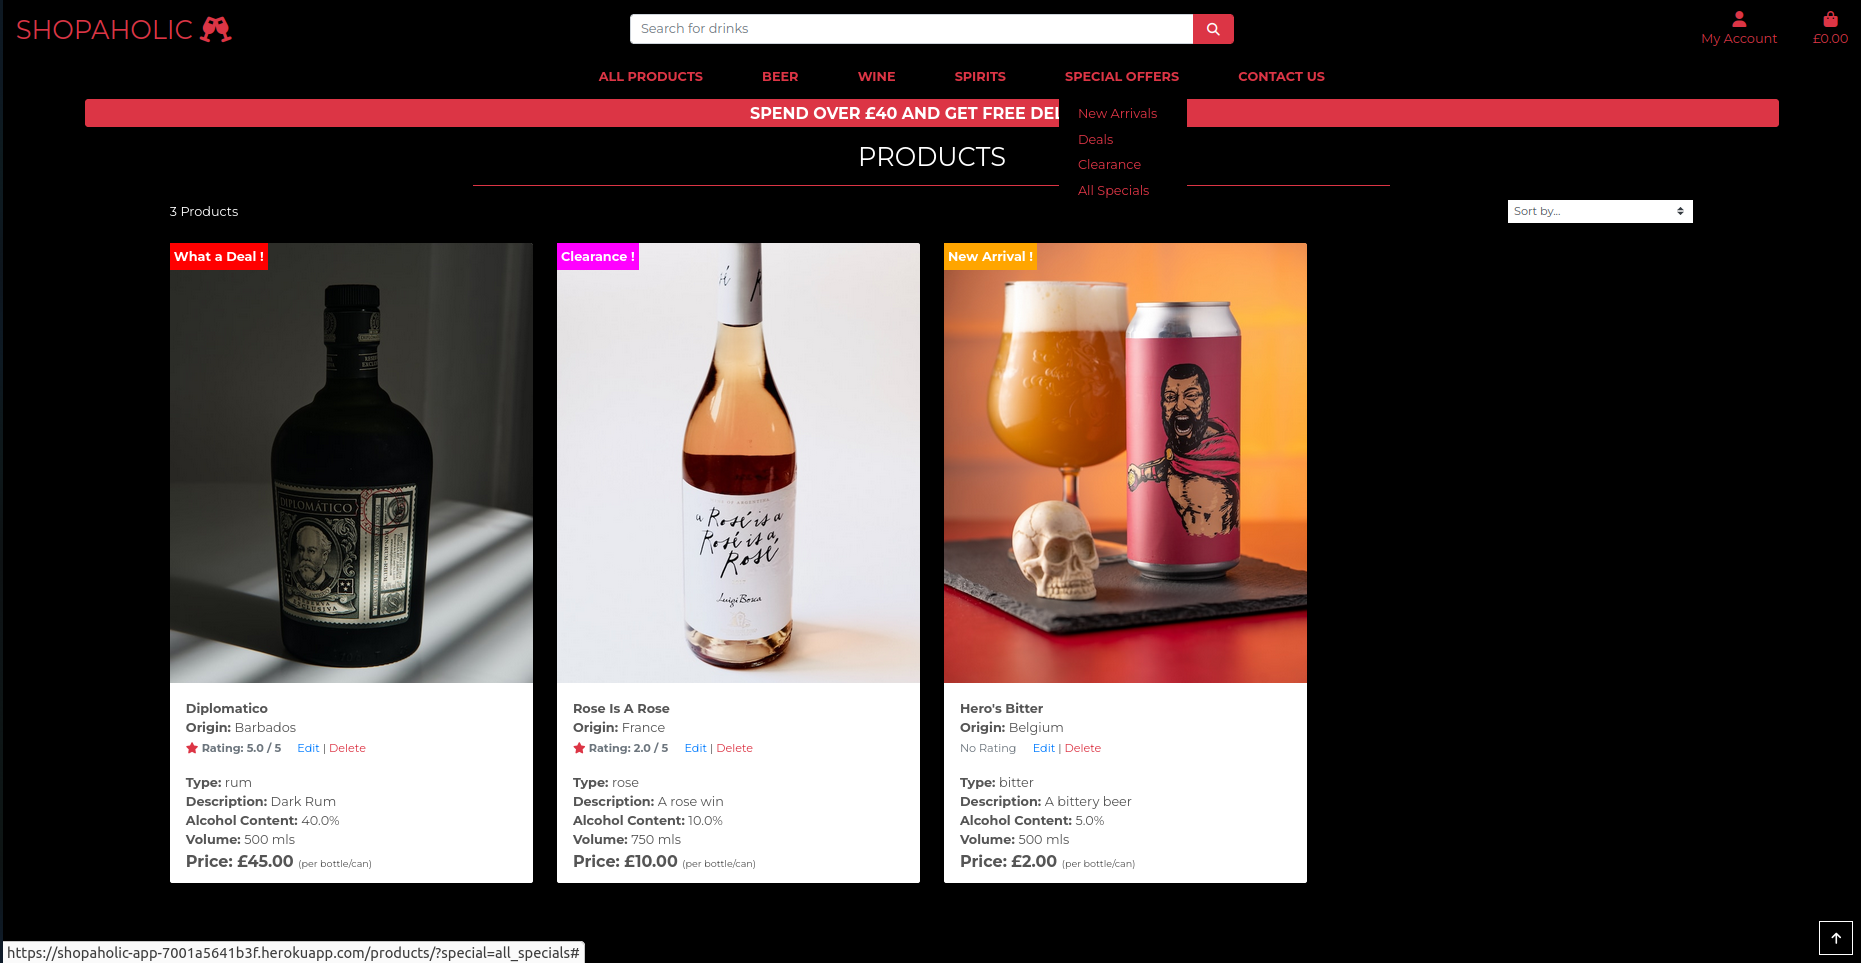 SHOPAHOLIC
Search for drinks
My Account
£0.00
ALL PRODUCTS BEER WINE SPIRITS SPECIAL OFFERS CONTACT US
SPEND OVER £40 AND GET FREE DEL
New Arrivals
Deals
Clearance
All Specials
PRODUCTS
3 Products
Sort by...
What a Deal !
DIPLOMÁTICO
Diplomatico
Origin: Barbados
Rating: 5.0 / 5 Edit | Delete
Type: rum
Description: Dark Rum
Alcohol Content: 40.0%
Volume: 500 mls
Price: £45.00 (per bottle/can)
Clearance !
a Rosé is a
Rosé is a
Rosé
Luigi Bosca
Rose Is A Rose
Origin: France
Rating: 2.0 / 5 Edit | Delete
Type: rose
Description: A rose win
Alcohol Content: 10.0%
Volume: 750 mls
Price: £10.00 (per bottle/can)
New Arrival !
Hero's Bitter
Origin: Belgium
No Rating Edit | Delete
Type: bitter
Description: A bittery beer
Alcohol Content: 5.0%
Volume: 500 mls
Price: £2.00 (per bottle/can)
https://shopaholic-app-7001a5641b3f.herokuapp.com/products/?special=all_specials#